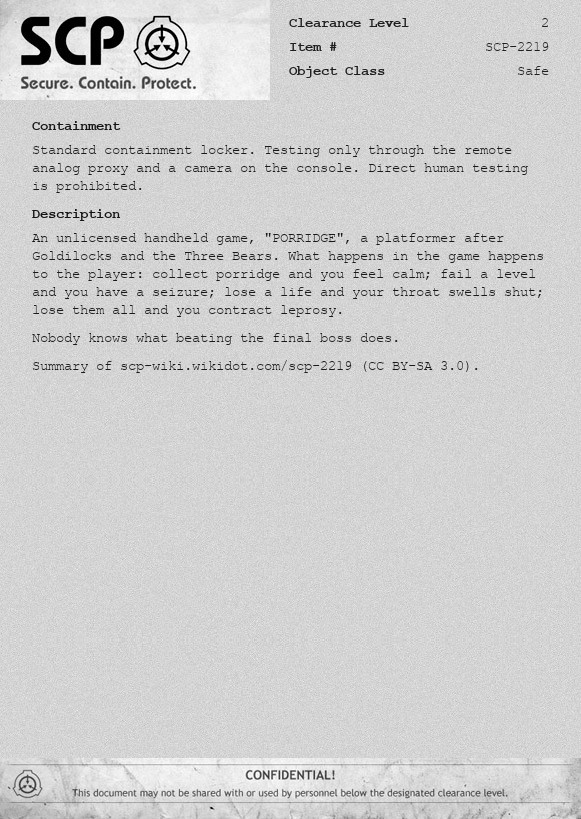 SCP
Secure. Contain. Protect.
Clearance Level 2
Item # SCP-2219
Object Class Safe
Containment
Standard containment locker. Testing only through the remote
analog proxy and a camera on the console. Direct human testing
is prohibited.
Description
An unlicensed handheld game, "PORRIDGE", a platformer after
Goldilocks and the Three Bears. What happens in the game happens
to the player: collect porridge and you feel calm; fail a level
and you have a seizure; lose a life and your throat swells shut;
lose them all and you contract leprosy.
Nobody knows what beating the final boss does.
Summary of scp-wiki.wikidot.com/scp-2219 (CC BY-SA 3.0).
CONFIDENTIAL!
This document may not be shared with or used by personnel below the designated clearance level.